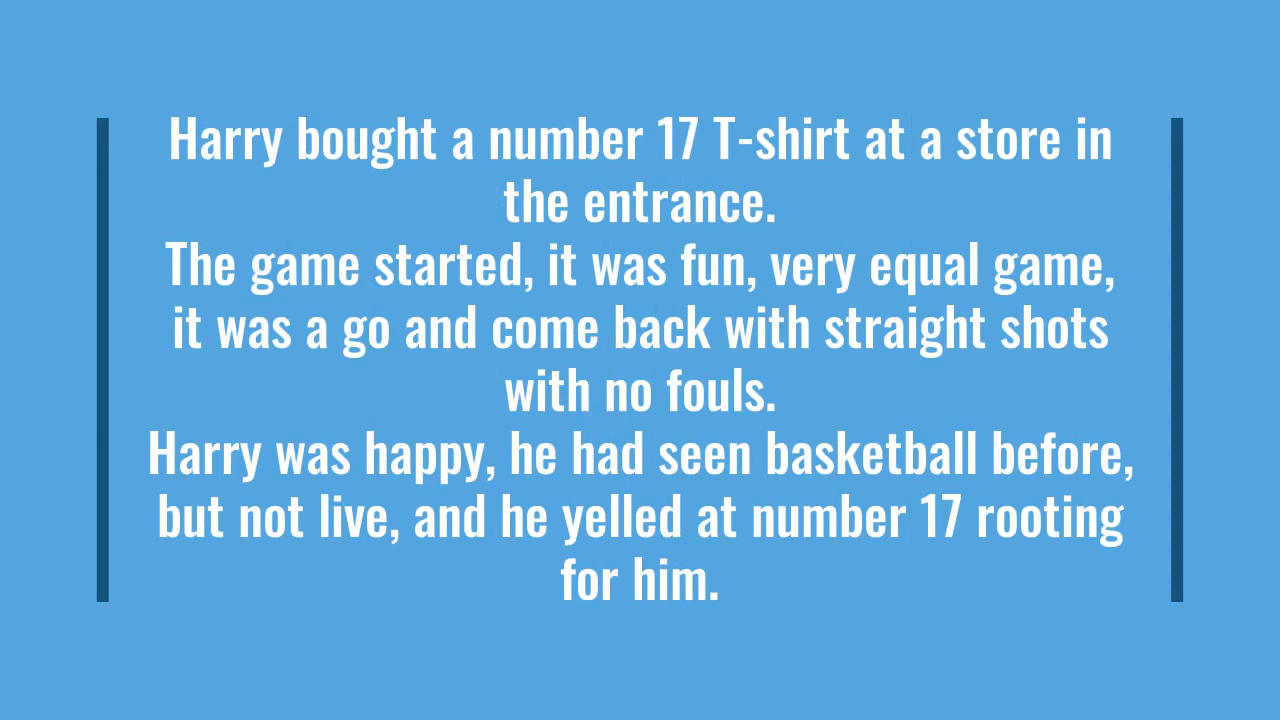 Harry bought a number 17 T-shirt at a store in
the entrance.
The game started, it was fun, very equal game,
it was a go and come back with straight shots
with no fouls.
Harry was happy, he had seen basketball before,
but not live, and he yelled at number 17 rooting
for him.